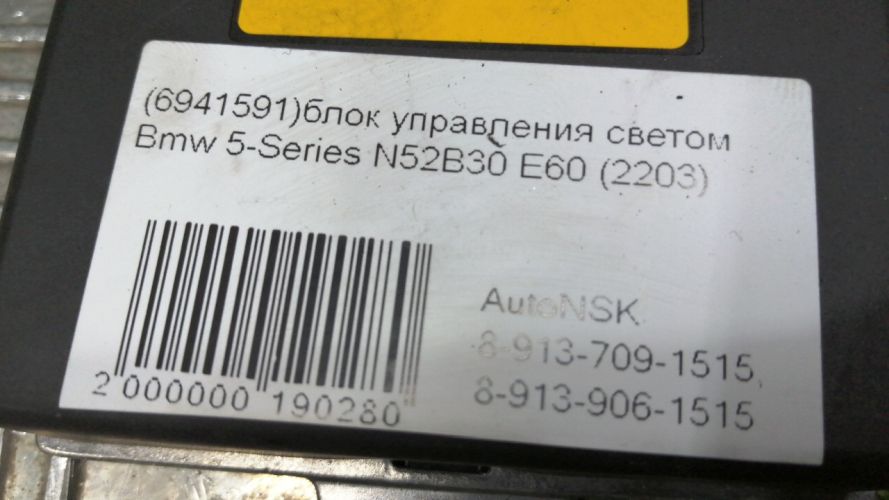 (6941591)блок управления светом
Bmw 5-Series N52B30 E60 (2203)
AutoNSK
8-913-709-1515,
8-913-906-1515
2 000000 190280